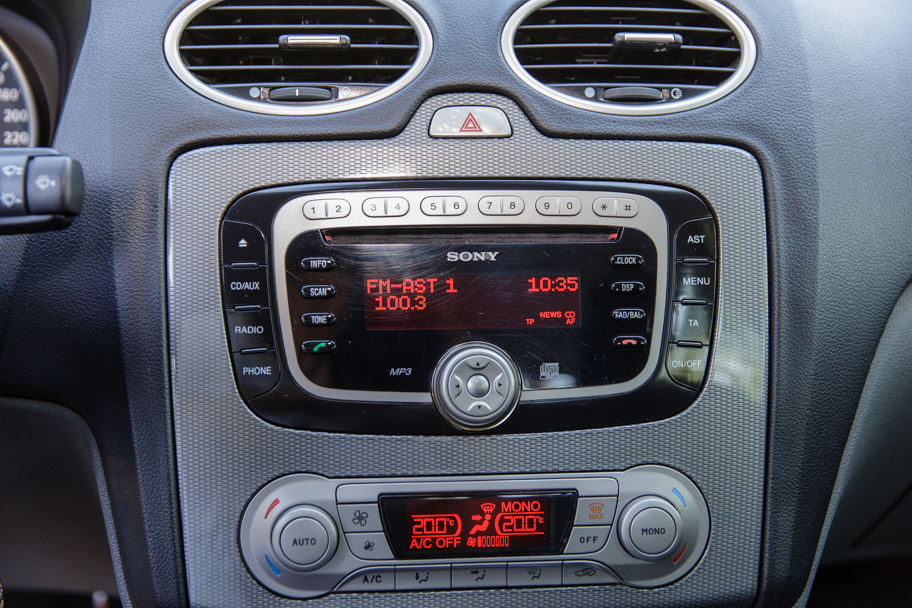 180
200
220
1 2 3 4 5 6 7 8 9 0 * #
SONY
INFO
SCAN
TONE
CLOCK
DSP
FAD/BAL
CD/AUX
RADIO
PHONE
AST
MENU
TA
ON/OFF
FM-AST 1 10:35
100.3
NEWS CD
TP AF
MP3
MONO
20.0°C 20.0°C
A/C OFF
AUTO
MAX
OFF
MONO
A/C